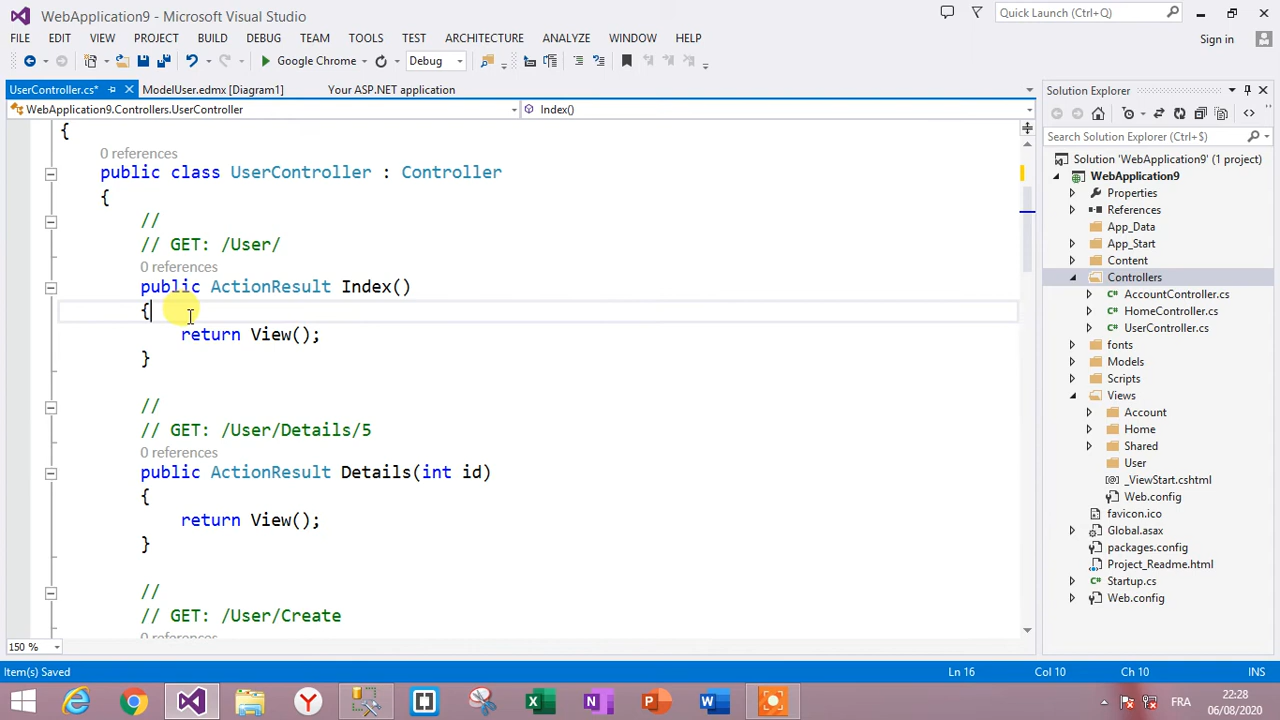 WebApplication9 - Microsoft Visual Studio
Quick Launch (Ctrl+Q)
FILE EDIT VIEW PROJECT BUILD DEBUG TEAM TOOLS TEST ARCHITECTURE ANALYZE WINDOW HELP
Sign in
Google Chrome
Debug
UserController.cs*
ModelUser.edmx [Diagram1]
Your ASP.NET application
WebApplication9.Controllers.UserController
Index()
{
0 references
public class UserController : Controller
{
//
// GET: /User/
0 references
public ActionResult Index()
{
return View();
}
//
// GET: /User/Details/5
0 references
public ActionResult Details(int id)
{
return View();
}
//
// GET: /User/Create
0 references
150 %
Solution Explorer
Search Solution Explorer (Ctrl+$)
Solution 'WebApplication9' (1 project)
WebApplication9
Properties
References
App_Data
App_Start
Content
Controllers
AccountController.cs
HomeController.cs
UserController.cs
fonts
Models
Scripts
Views
Account
Home
Shared
User
_ViewStart.cshtml
Web.config
favicon.ico
Global.asax
packages.config
Project_Readme.html
Startup.cs
Web.config
Item(s) Saved
Ln 16
Col 10
Ch 10
INS
FRA
22:28
06/08/2020